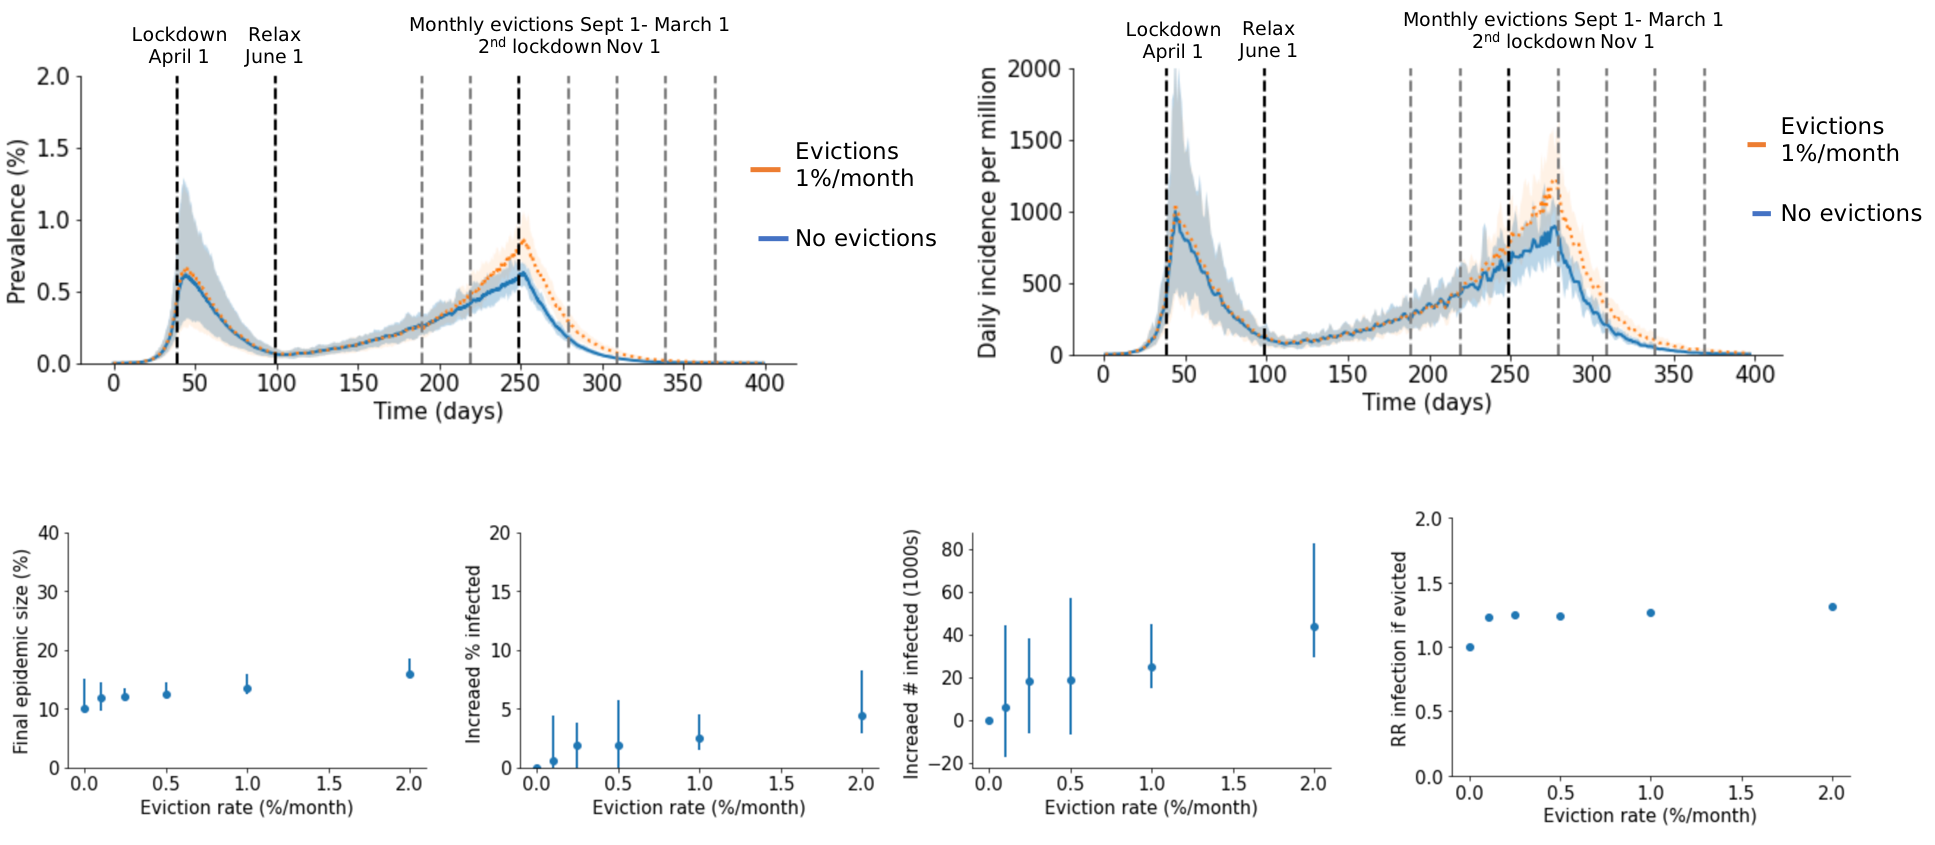 Lockdown
April 1
Relax
June 1
Monthly evictions Sept 1- March 1
2nd lockdown Nov 1
Prevalence (%)
2.0
1.5
1.0
0.5
0.0
0 50 100 150 200 250 300 350 400
Time (days)
Evictions
1%/month
No evictions
Lockdown
April 1
Relax
June 1
Monthly evictions Sept 1- March 1
2nd lockdown Nov 1
Daily incidence per million
2000
1500
1000
500
0
0 50 100 150 200 250 300 350 400
Time (days)
Evictions
1%/month
No evictions
Final epidemic size (%)
40
30
20
10
0
0.0 0.5 1.0 1.5 2.0
Eviction rate (%/month)
Increaed % infected
20
15
10
5
0
0.0 0.5 1.0 1.5 2.0
Eviction rate (%/month)
Increaed # infected (1000s)
80
60
40
20
0
−20
0.0 0.5 1.0 1.5 2.0
Eviction rate (%/month)
RR infection if evicted
2.0
1.5
1.0
0.5
0.0
0.0 0.5 1.0 1.5 2.0
Eviction rate (%/month)